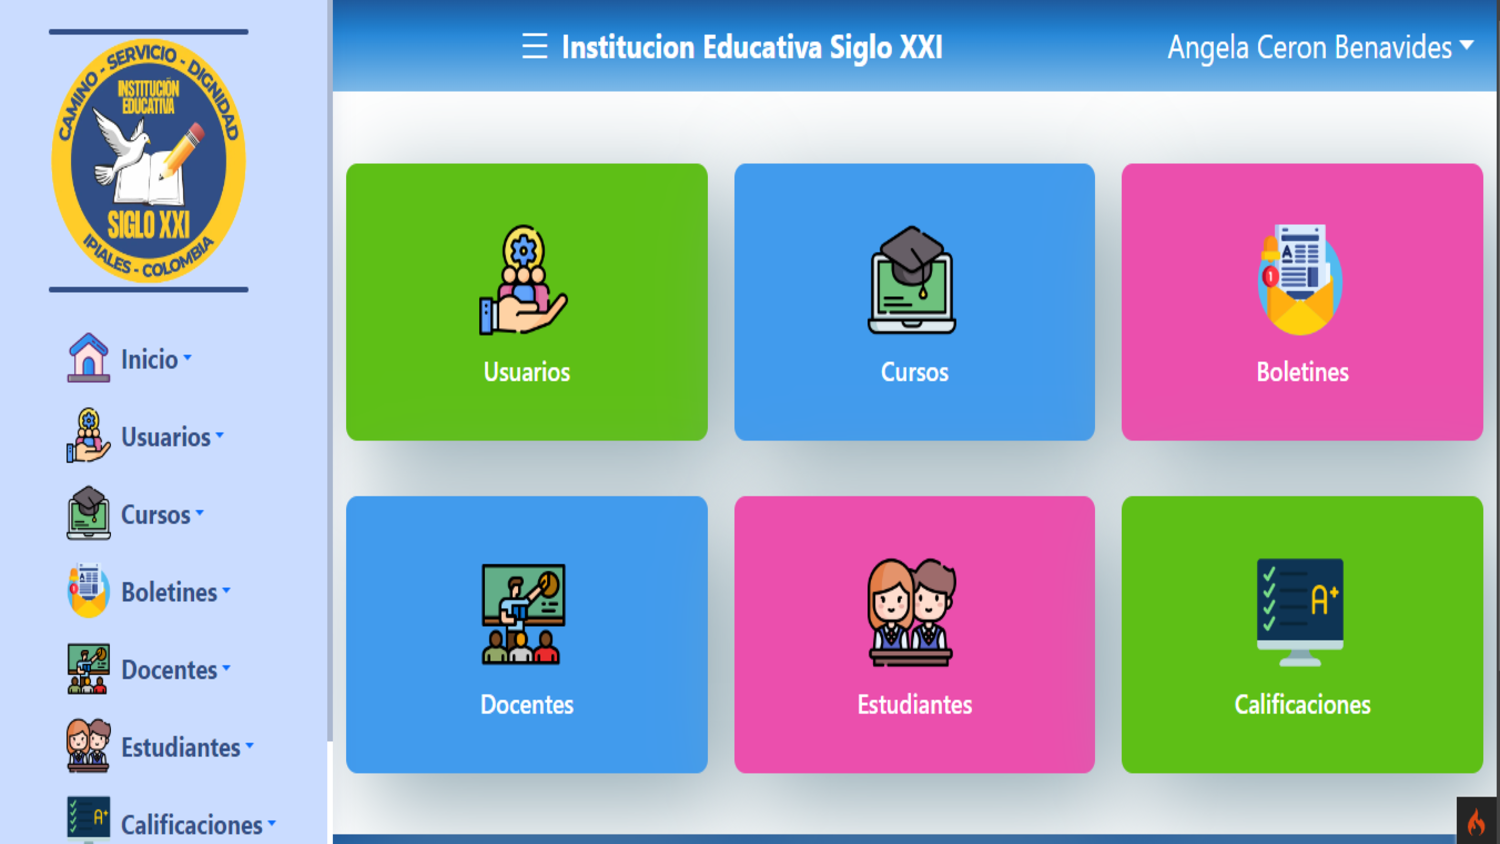 CAMINO - SERVICIO - DIGNIDAD
INSTITUCIÓN
EDUCATIVA
SIGLO XXI
IPIALES - COLOMBIA
Inicio
Usuarios
Cursos
Boletines
Docentes
Estudiantes
A+
Calificaciones
Institucion Educativa Siglo XXI
Angela Ceron Benavides
Usuarios
Cursos
A
1
Boletines
Docentes
Estudiantes
A+
Calificaciones